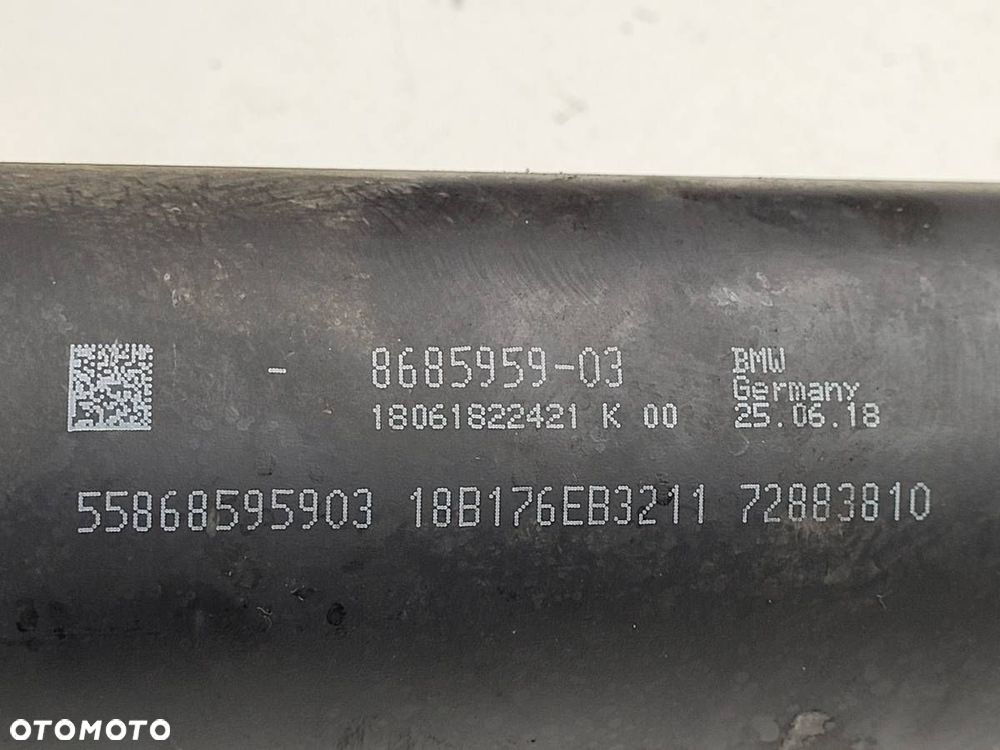 - 8685959-03
18061822421 K 00
BMW
Germany
25.06.18
55868595903 18B176EB3211 72883810
OTOMOTO